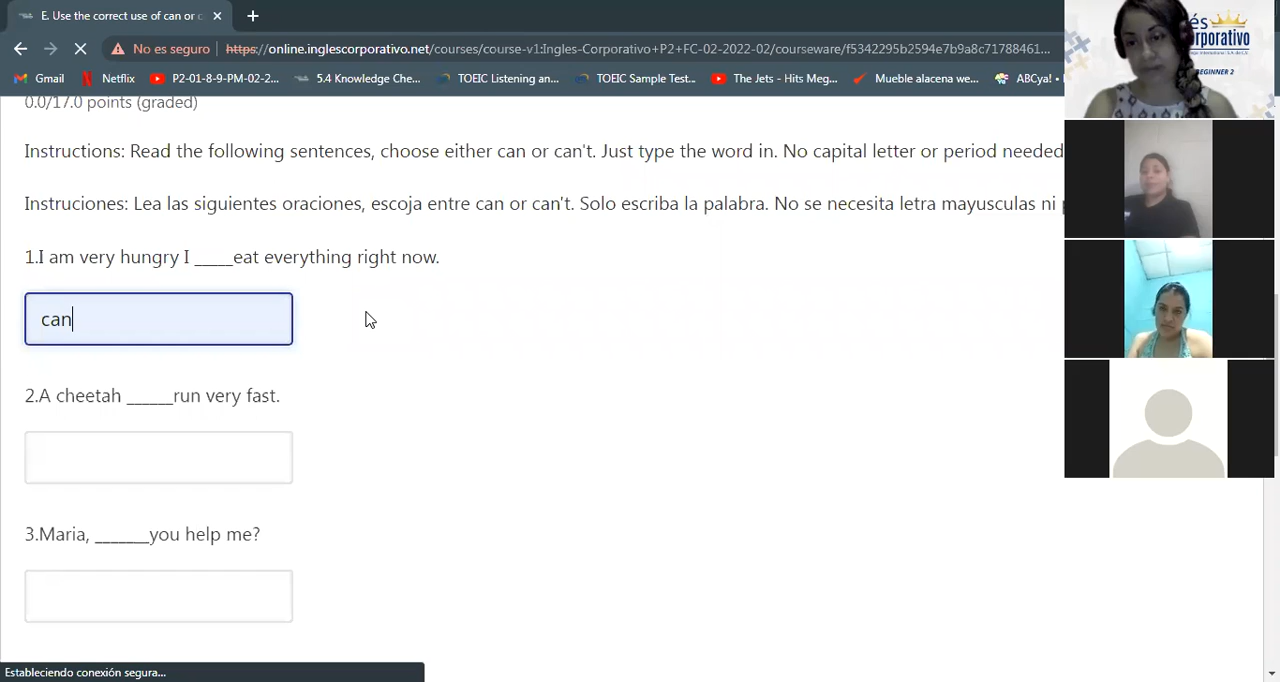 E. Use the correct use of can or c
No es seguro
https://online.inglescorporativo.net/courses/course-v1:Ingles-Corporativo+P2+FC-02-2022-02/courseware/f5342295b2594e7b9a8c71788461...
Gmail
Netflix
P2-01-8-9-PM-02-2...
5.4 Knowledge Che...
TOEIC Listening an...
TOEIC Sample Test...
The Jets - Hits Meg...
Mueble alacena we...
ABCya! •
és
orporativo
BEGINNER 2
0.0/17.0 points (graded)
Instructions: Read the following sentences, choose either can or can't. Just type the word in. No capital letter or period needed
Instruciones: Lea las siguientes oraciones, escoja entre can or can't. Solo escriba la palabra. No se necesita letra mayusculas ni
1.I am very hungry I _____eat everything right now.
can
2.A cheetah ______run very fast.
3.Maria, _______you help me?
Estableciendo conexión segura...